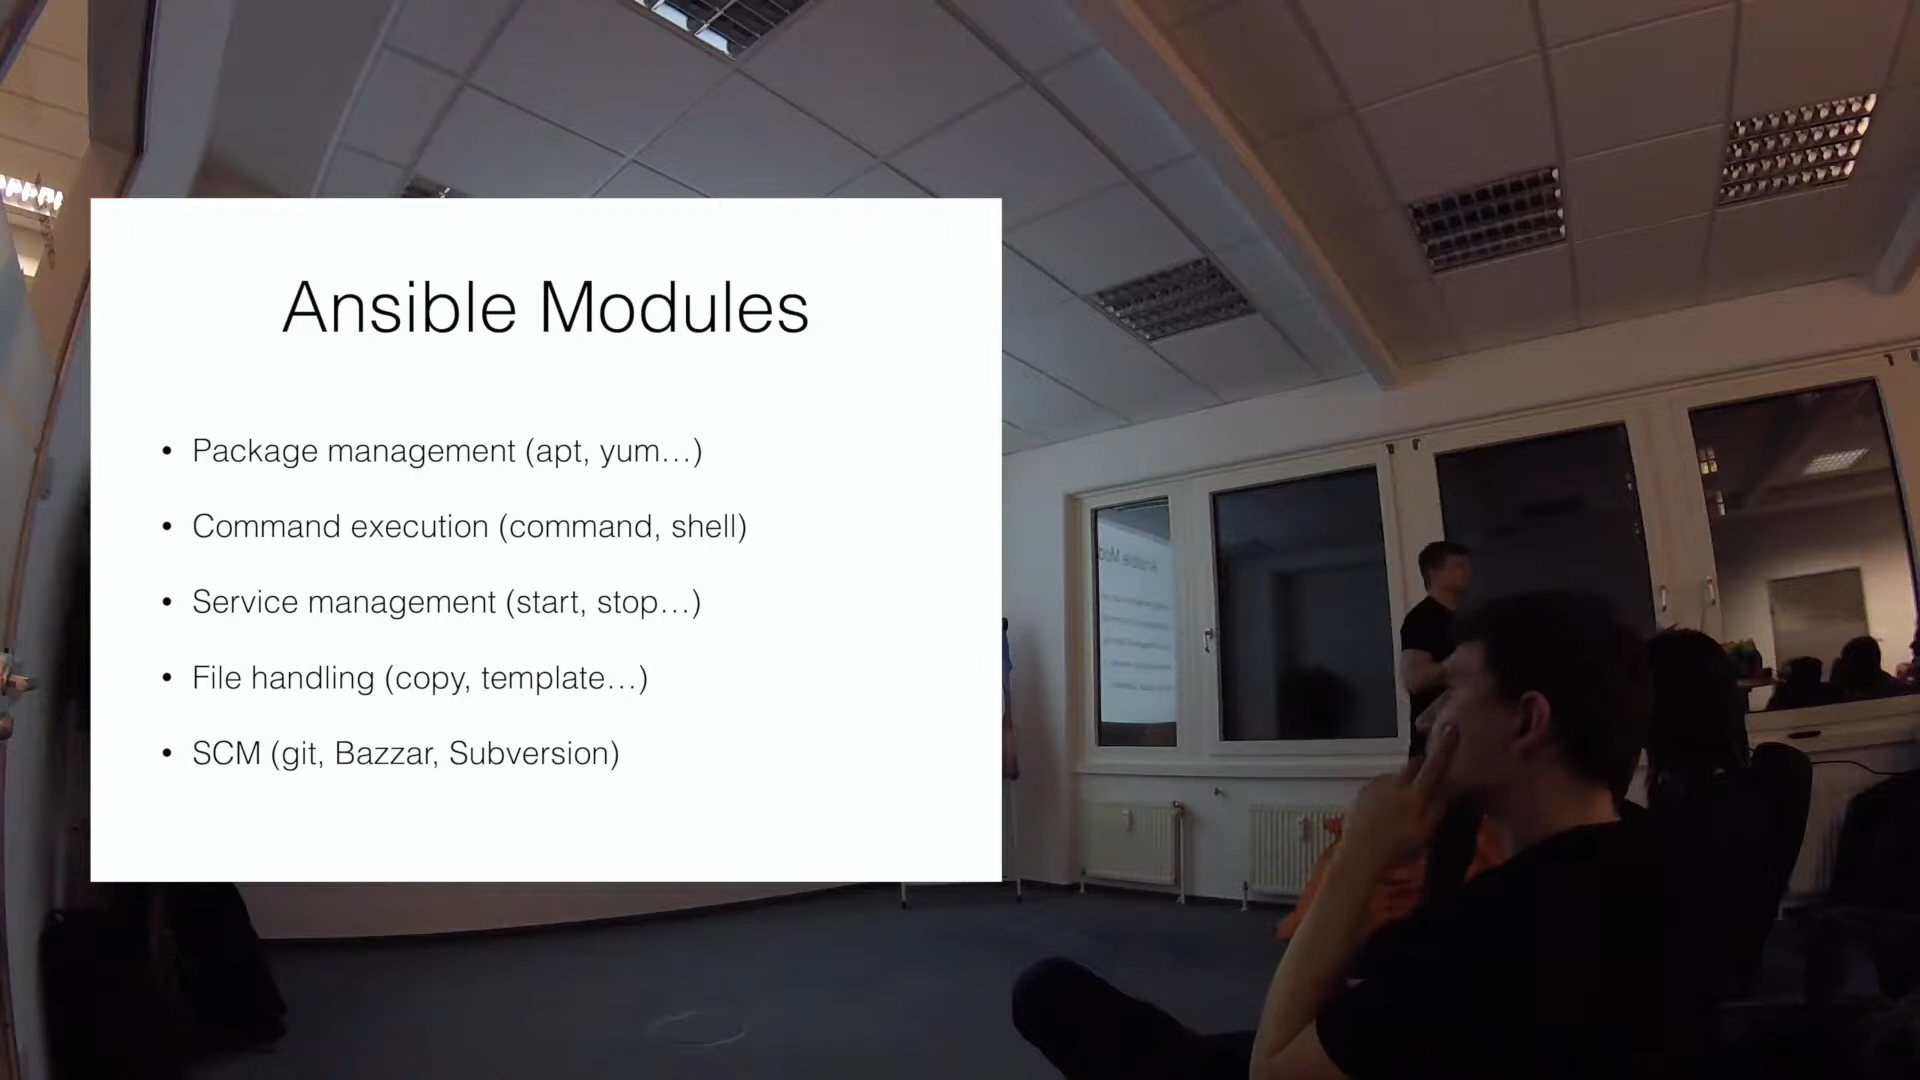 Ansible Modules
• Package management (apt, yum…)
• Command execution (command, shell)
• Service management (start, stop…)
• File handling (copy, template…)
• SCM (git, Bazzar, Subversion)